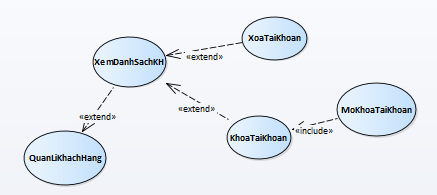 XoaTaiKhoan
«extend»
XemDanhSachKH
«extend»
«extend»
MoKhoaTaiKhoan
«include»
KhoaTaiKhoan
QuanLiKhachHang